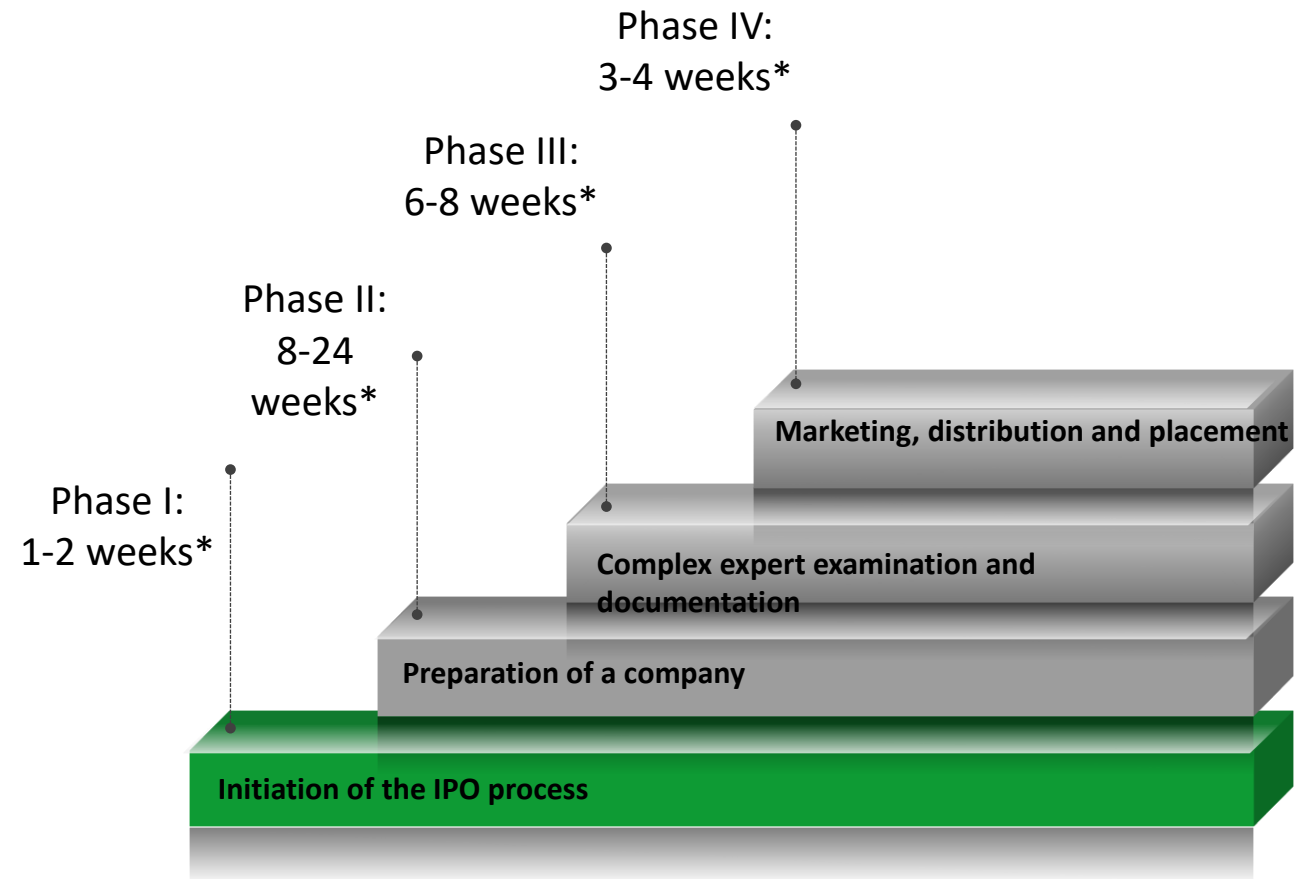 Phase IV:
3-4 weeks*
Phase III:
6-8 weeks*
Phase II:
8-24
weeks*
Phase I:
1-2 weeks*
Marketing, distribution and placement
Complex expert examination and
documentation
Preparation of a company
Initiation of the IPO process